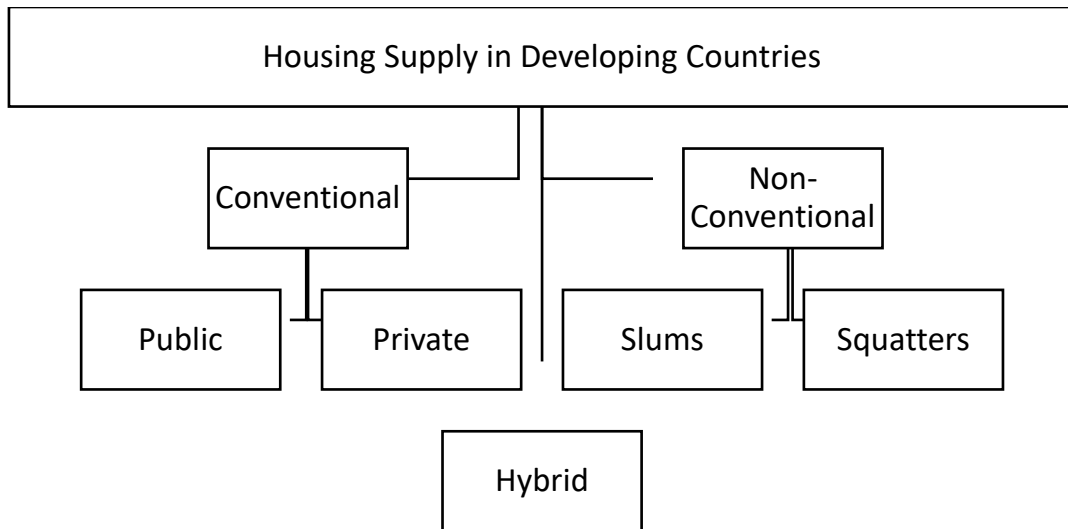 Housing Supply in Developing Countries
Conventional
Non-
Conventional
Public
Private
Slums
Squatters
Hybrid